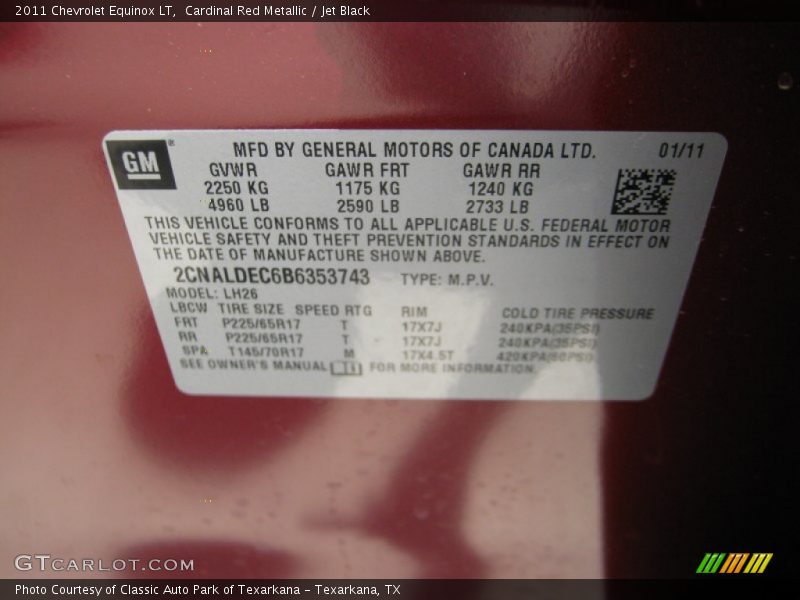 2011 Chevrolet Equinox LT, Cardinal Red Metallic / Jet Black
GM®
MFD BY GENERAL MOTORS OF CANADA LTD. 01/11
GVWR GAWR FRT GAWR RR
2250 KG 1175 KG 1240 KG
4960 LB 2590 LB 2733 LB
THIS VEHICLE CONFORMS TO ALL APPLICABLE U.S. FEDERAL MOTOR
VEHICLE SAFETY AND THEFT PREVENTION STANDARDS IN EFFECT ON
THE DATE OF MANUFACTURE SHOWN ABOVE.
2CNALDEC6B6353743 TYPE: M.P.V.
MODEL: LH26
LBCW TIRE SIZE SPEED RTG RIM COLD TIRE PRESSURE
FRT P225/65R17 T 17X7J 240KPA(35PSI)
RR P225/65R17 T 17X7J 240KPA(35PSI)
SPA T145/70R17 M 17X4.5T 420KPA(60PSI)
SEE OWNER'S MANUAL FOR MORE INFORMATION.
GTCARLOT.COM
Photo Courtesy of Classic Auto Park of Texarkana – Texarkana, TX